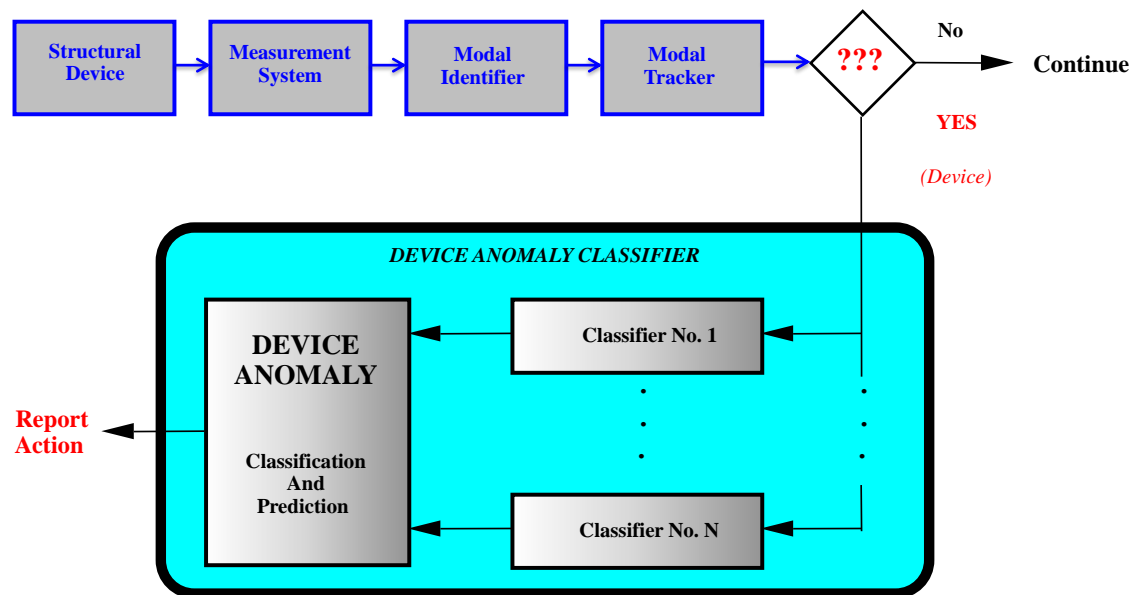 Structural
Device
Measurement
System
Modal
Identifier
Modal
Tracker
???
No
Continue
YES
(Device)
DEVICE ANOMALY CLASSIFIER
DEVICE
ANOMALY
Classification
And
Prediction
Classifier No. 1
Classifier No. N
Report
Action